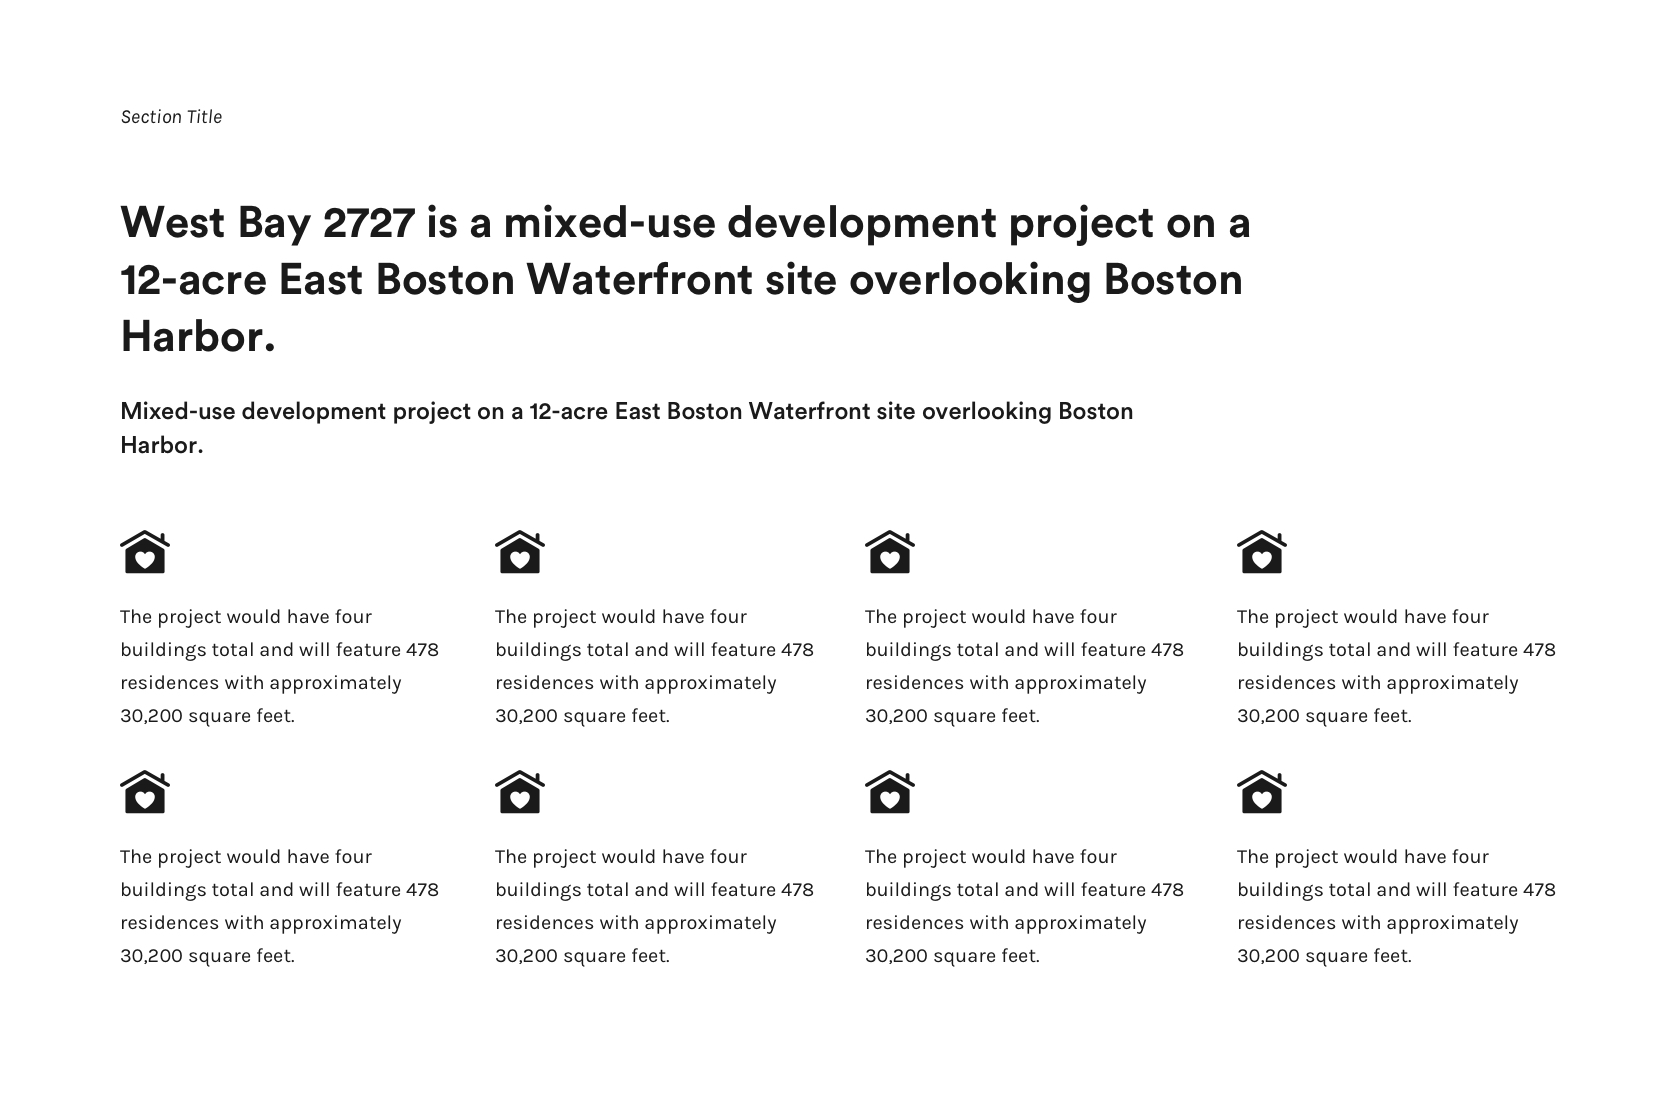 Section Title
West Bay 2727 is a mixed-use development project on a
12-acre East Boston Waterfront site overlooking Boston
Harbor.
Mixed-use development project on a 12-acre East Boston Waterfront site overlooking Boston
Harbor.
The project would have four
buildings total and will feature 478
residences with approximately
30,200 square feet.
The project would have four
buildings total and will feature 478
residences with approximately
30,200 square feet.
The project would have four
buildings total and will feature 478
residences with approximately
30,200 square feet.
The project would have four
buildings total and will feature 478
residences with approximately
30,200 square feet.
The project would have four
buildings total and will feature 478
residences with approximately
30,200 square feet.
The project would have four
buildings total and will feature 478
residences with approximately
30,200 square feet.
The project would have four
buildings total and will feature 478
residences with approximately
30,200 square feet.
The project would have four
buildings total and will feature 478
residences with approximately
30,200 square feet.